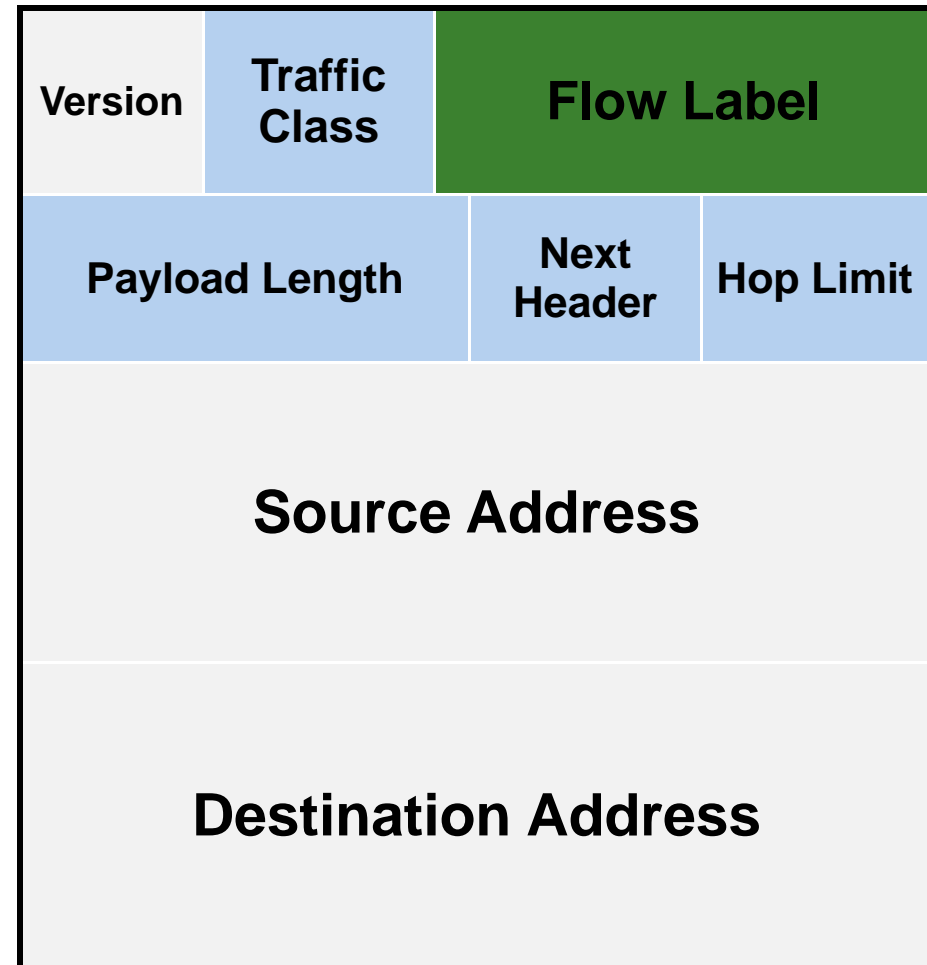 Version
Traffic
Class
Flow Label
Payload Length
Next
Header
Hop Limit
Source Address
Destination Address